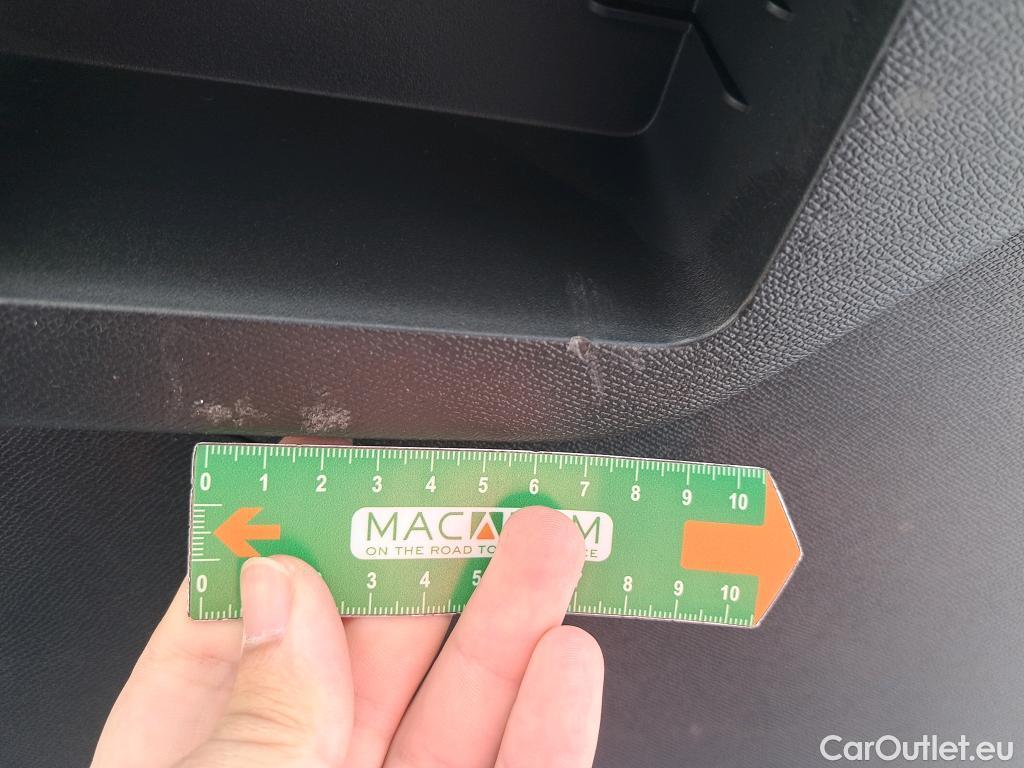 0 1 2 3 4 5 6 7 8 9 10
MAC
ON THE ROAD TO
0 3 4 5 8 9 10
CarOutlet.eu